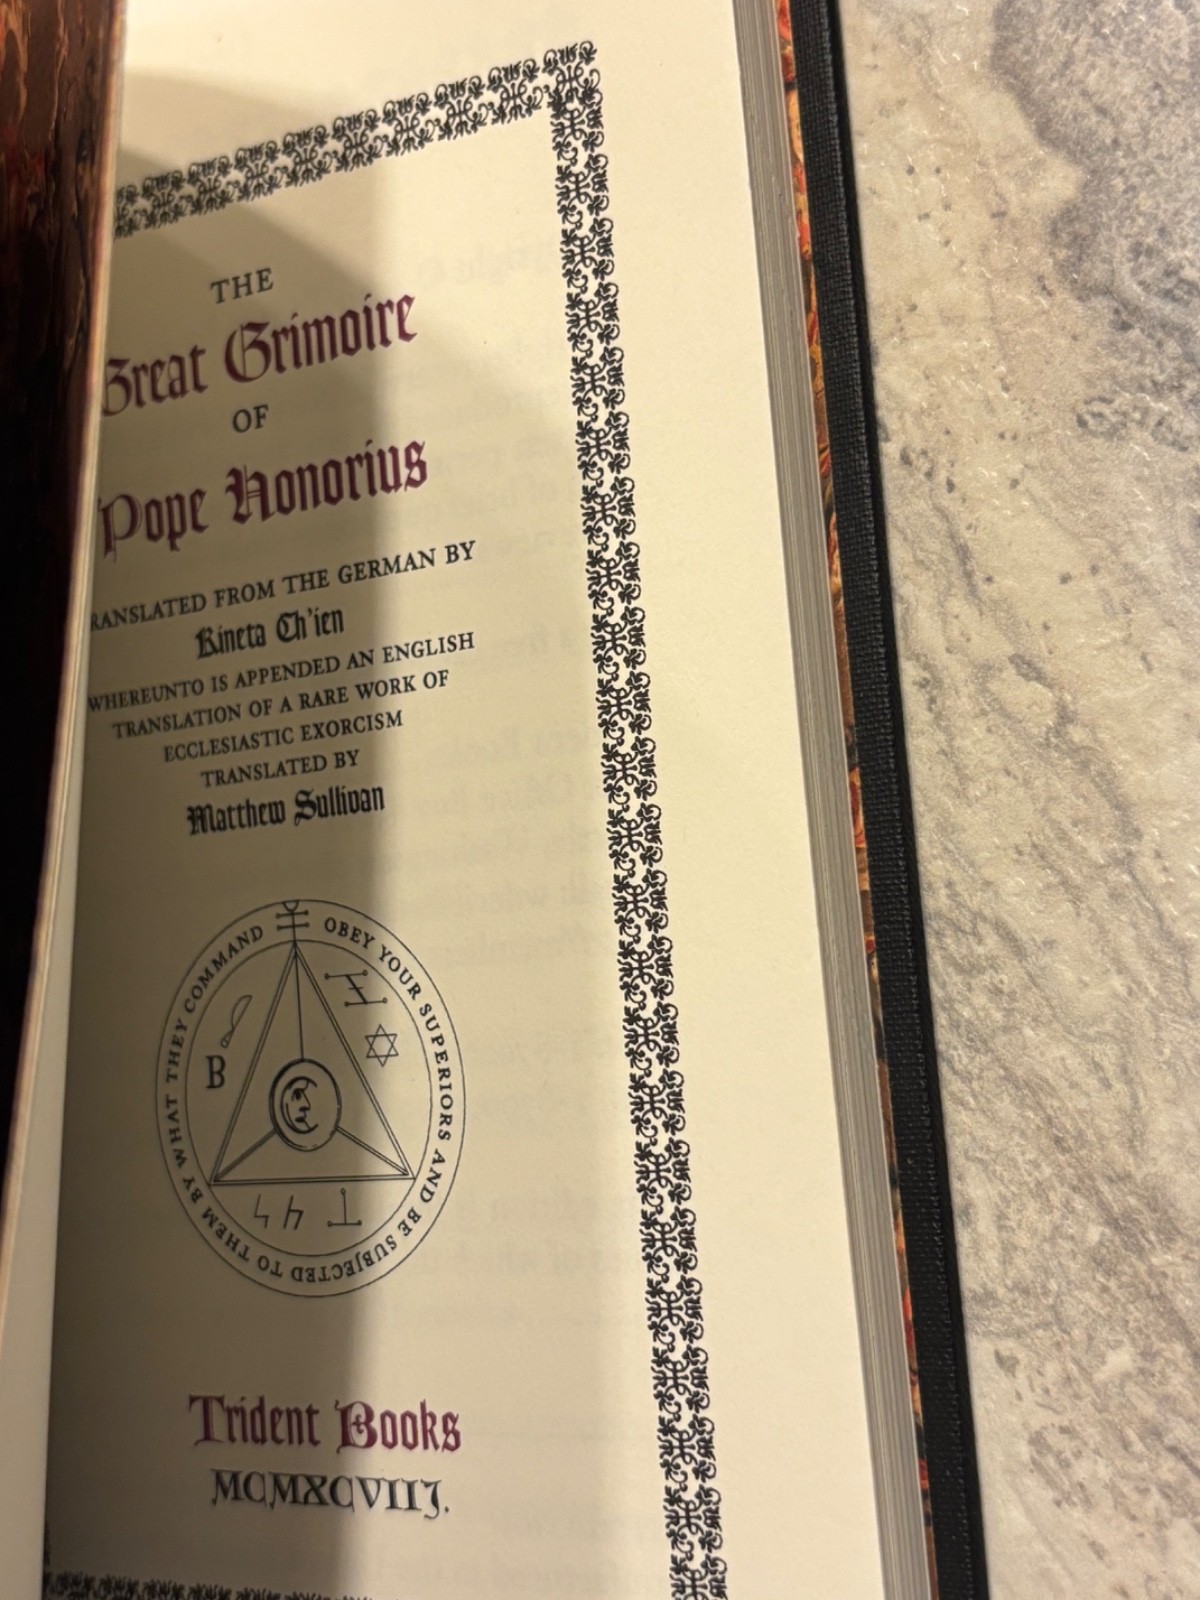 THE
Great Grimoire
OF
Pope Honorius
RANSLATED FROM THE GERMAN BY
Kineta Ch'ien
WHEREUNTO IS APPENDED AN ENGLISH
TRANSLATION OF A RARE WORK OF
ECCLESIASTIC EXORCISM
TRANSLATED BY
Matthew Sullivan
OBEY YOUR SUPERIORS AND BE SUBJECTED TO THEM BY WHAT THEY COMMAND
B
Trident Books
MCMXCVIIJ.